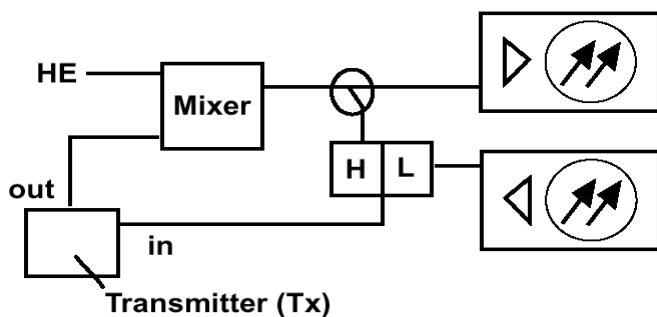 HE
Mixer
H L
out
in
Transmitter (Tx)